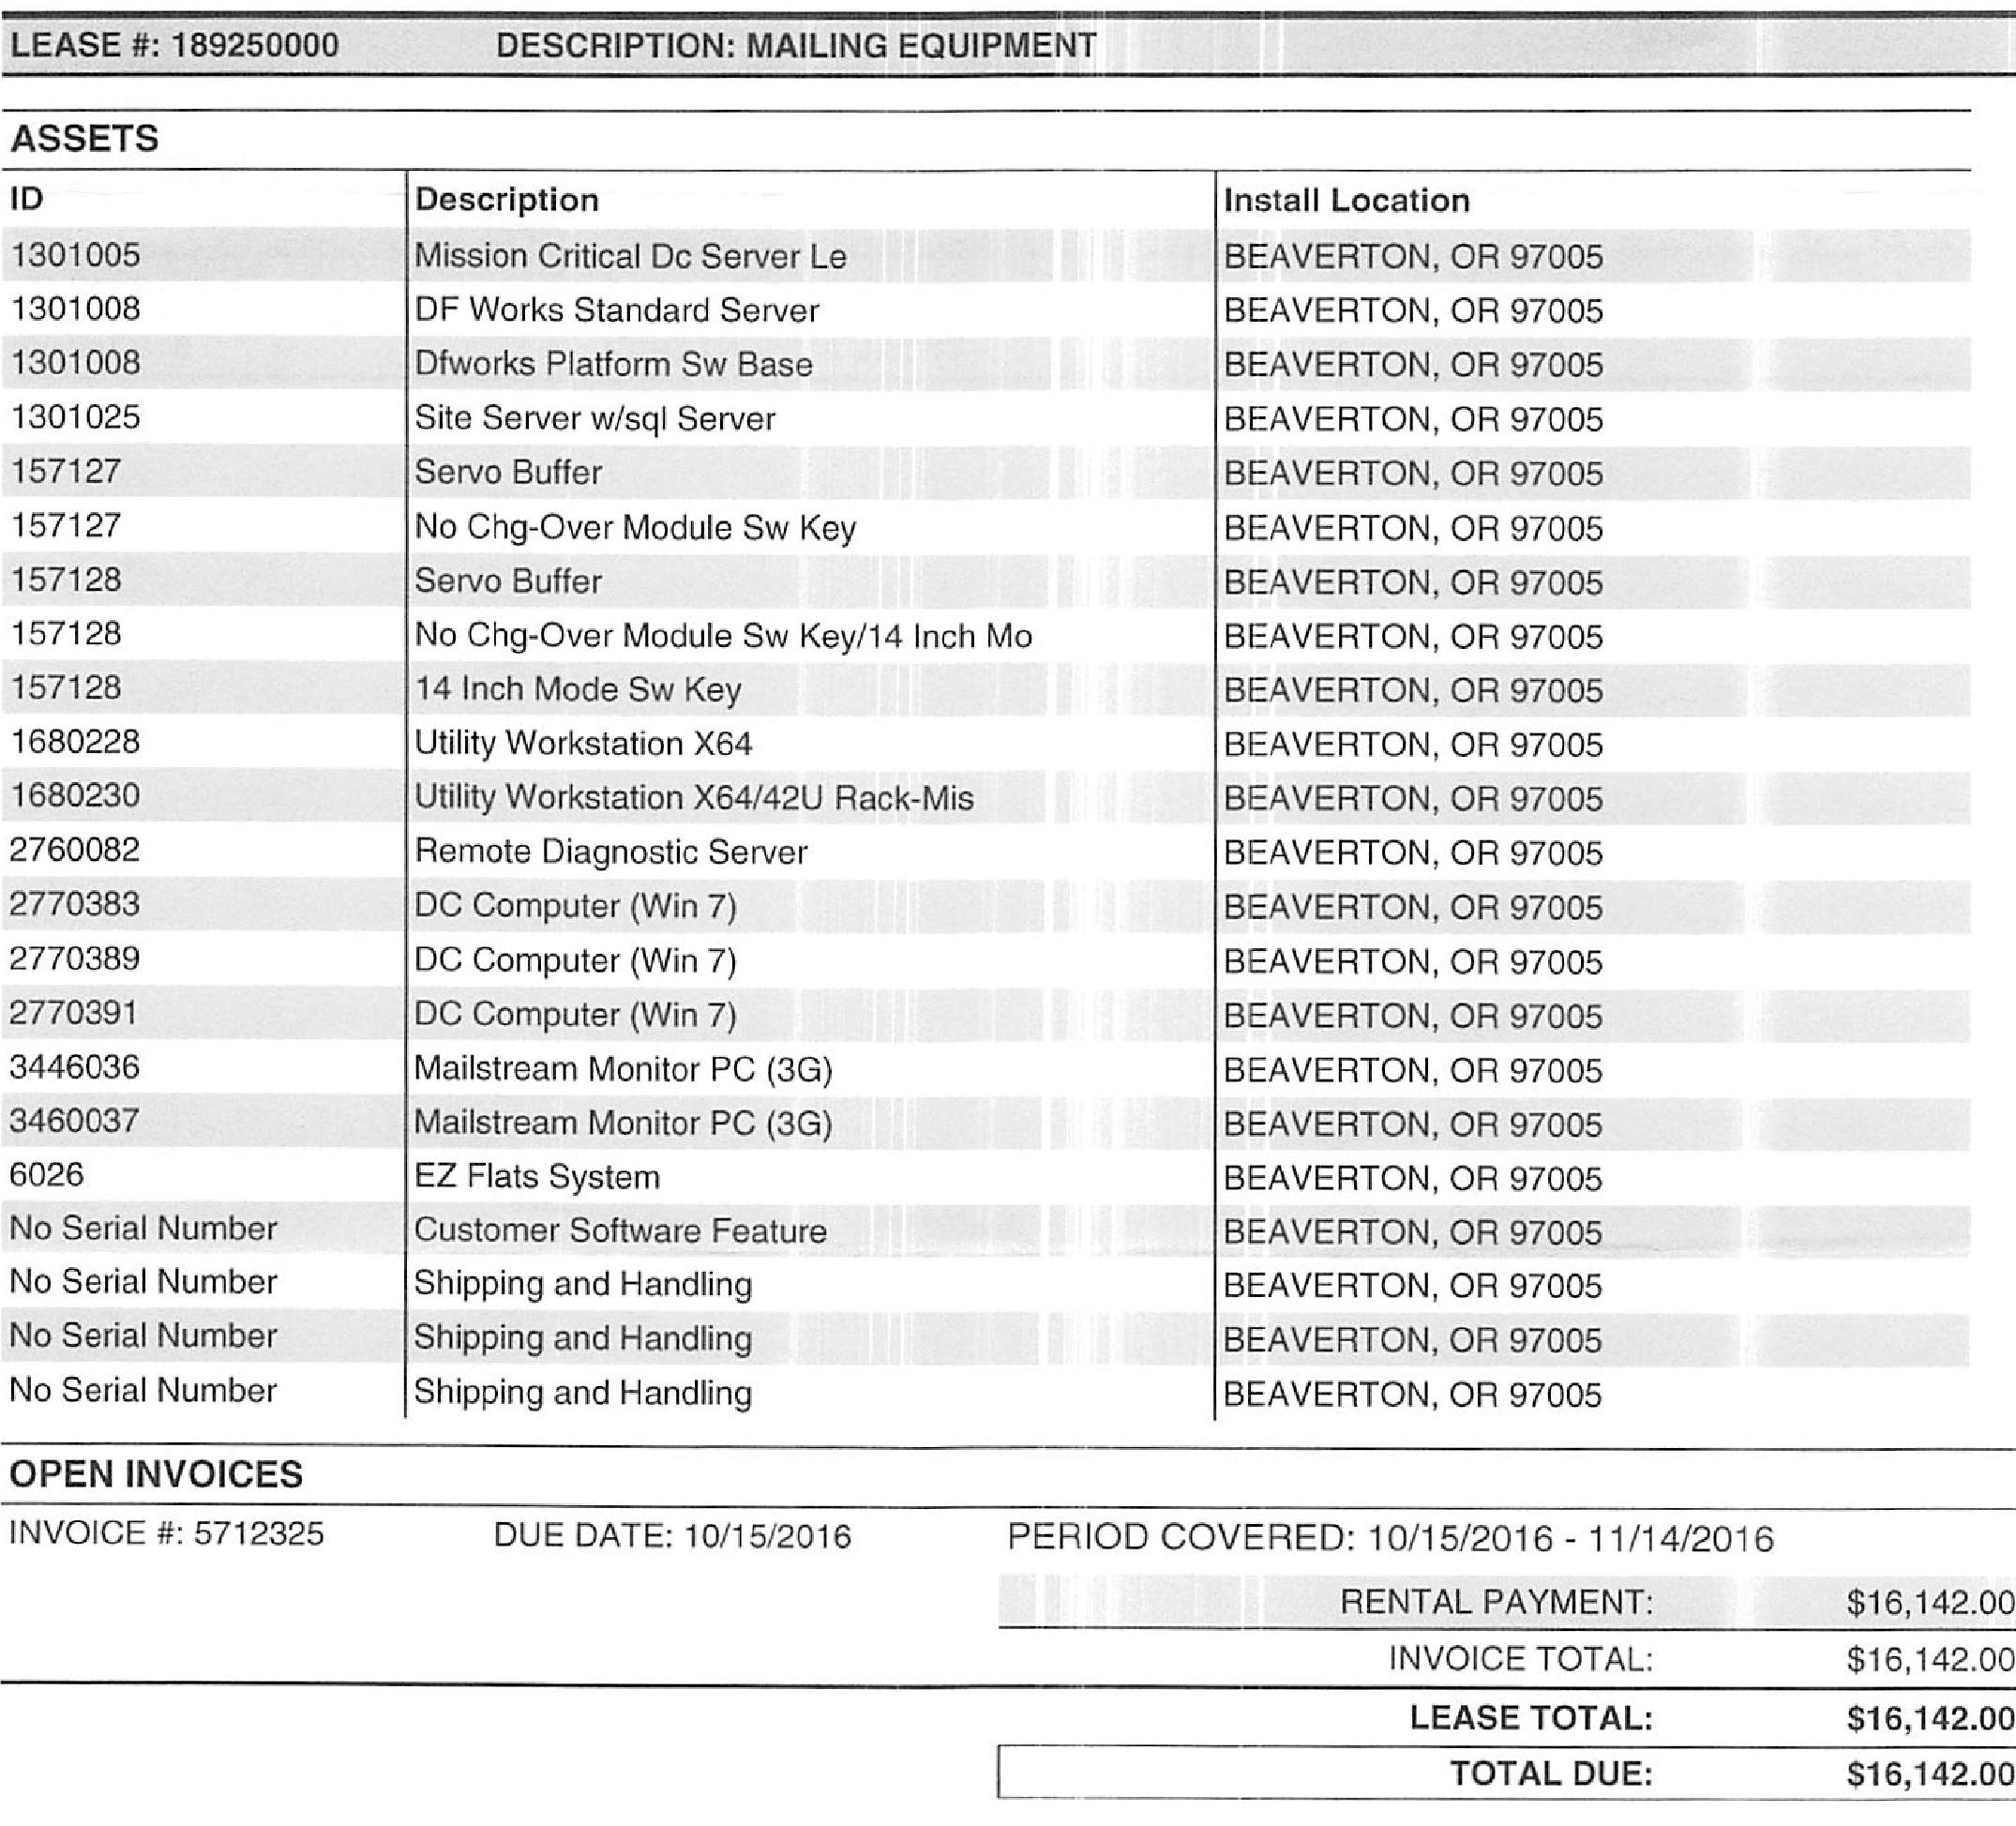 LEASE #: 189250000 DESCRIPTION: MAILING EQUIPMENT
ASSETS
ID Description Install Location
1301005 Mission Critical Dc Server Le BEAVERTON, OR 97005
1301008 DF Works Standard Server BEAVERTON, OR 97005
1301008 Dfworks Platform Sw Base BEAVERTON, OR 97005
1301025 Site Server w/sql Server BEAVERTON, OR 97005
157127 Servo Buffer BEAVERTON, OR 97005
157127 No Chg-Over Module Sw Key BEAVERTON, OR 97005
157128 Servo Buffer BEAVERTON, OR 97005
157128 No Chg-Over Module Sw Key/14 Inch Mo BEAVERTON, OR 97005
157128 14 Inch Mode Sw Key BEAVERTON, OR 97005
1680228 Utility Workstation X64 BEAVERTON, OR 97005
1680230 Utility Workstation X64/42U Rack-Mis BEAVERTON, OR 97005
2760082 Remote Diagnostic Server BEAVERTON, OR 97005
2770383 DC Computer (Win 7) BEAVERTON, OR 97005
2770389 DC Computer (Win 7) BEAVERTON, OR 97005
2770391 DC Computer (Win 7) BEAVERTON, OR 97005
3446036 Mailstream Monitor PC (3G) BEAVERTON, OR 97005
3460037 Mailstream Monitor PC (3G) BEAVERTON, OR 97005
6026 EZ Flats System BEAVERTON, OR 97005
No Serial Number Customer Software Feature BEAVERTON, OR 97005
No Serial Number Shipping and Handling BEAVERTON, OR 97005
No Serial Number Shipping and Handling BEAVERTON, OR 97005
No Serial Number Shipping and Handling BEAVERTON, OR 97005
OPEN INVOICES
INVOICE #: 5712325 DUE DATE: 10/15/2016 PERIOD COVERED: 10/15/2016 - 11/14/2016
RENTAL PAYMENT: $16,142.00
INVOICE TOTAL: $16,142.00
LEASE TOTAL: $16,142.00
TOTAL DUE: $16,142.00